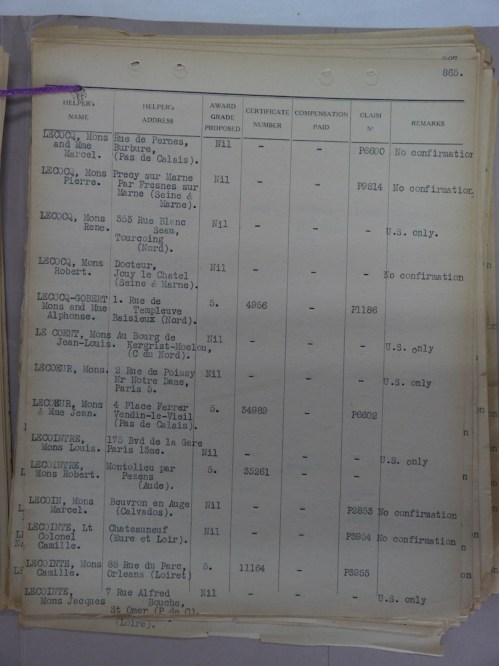 865.
HELPER's NAME HELPER's ADDRESS AWARD GRADE PROPOSED CERTIFICATE NUMBER COMPENSATION PAID CLAIM Nº REMARKS
LECOCQ, Mons Rue de Pernes, Nil - - P6600 No confirmation
and Mme Burbure,
Marcel. (Pas de Calais).
LECOCQ, Mons Precy sur Marne Nil - - P9814 No confirmation
Pierre. Par Fresnes sur
Marne (Seine &
Marne).
LECOCQ, Mons 353 Rue Blanc Nil - - - U.S. only.
Rene. Seau,
Tourcoing
(Nord).
LECOCQ, Mons Docteur, Nil - - - No confirmation
Robert. Jouy le Chatel
(Seine & Marne).
LECOCQ-GOBERT 1. Rue de 5. 4956 - P1186
Mons and Mme Templeuve
Alphonse. Baisieux (Nord).
LE COENT, Mons Au Bourg de Nil - - - U.S. only
Jean-Louis. Kergrist-Moelou,
(C du Nord).
LECOEUR, Mons. 2 Rue de Poissy Nil - - - U.S. only
Nr Notre Dame,
Paris 5.
LECOEUR, Mons 4 Place Ferrer 5. 34989 - P6602
& Mme Jean. Vendin-le-Vieil
(Pas de Calais).
LECOINTRE, 175 Bvd de la Gare
Mons Louis. Paris 13me. Nil - - - U.S. only
LECOINTRE, Montolieu par 5. 35261 - -
Mons Robert. Pezens
(Aude).
LECOIN, Mons Beuvron en Auge Nil - - P2853 No confirmation
Marcel. (Calvados).
LECOINTE, Lt Chateauneuf Nil - - P3954 No confirmation
Colonel (Eure et Loir).
Camille.
LECOINTE, Mons 88 Rue du Parc, 5. 11164 - P3955
Camille. Orleans (Loiret)
LECOINTE, 7 Rue Alfred Nil - - - U.S. only
Mons Jacques Bouche,
St Omer (P de C).
(Loire).